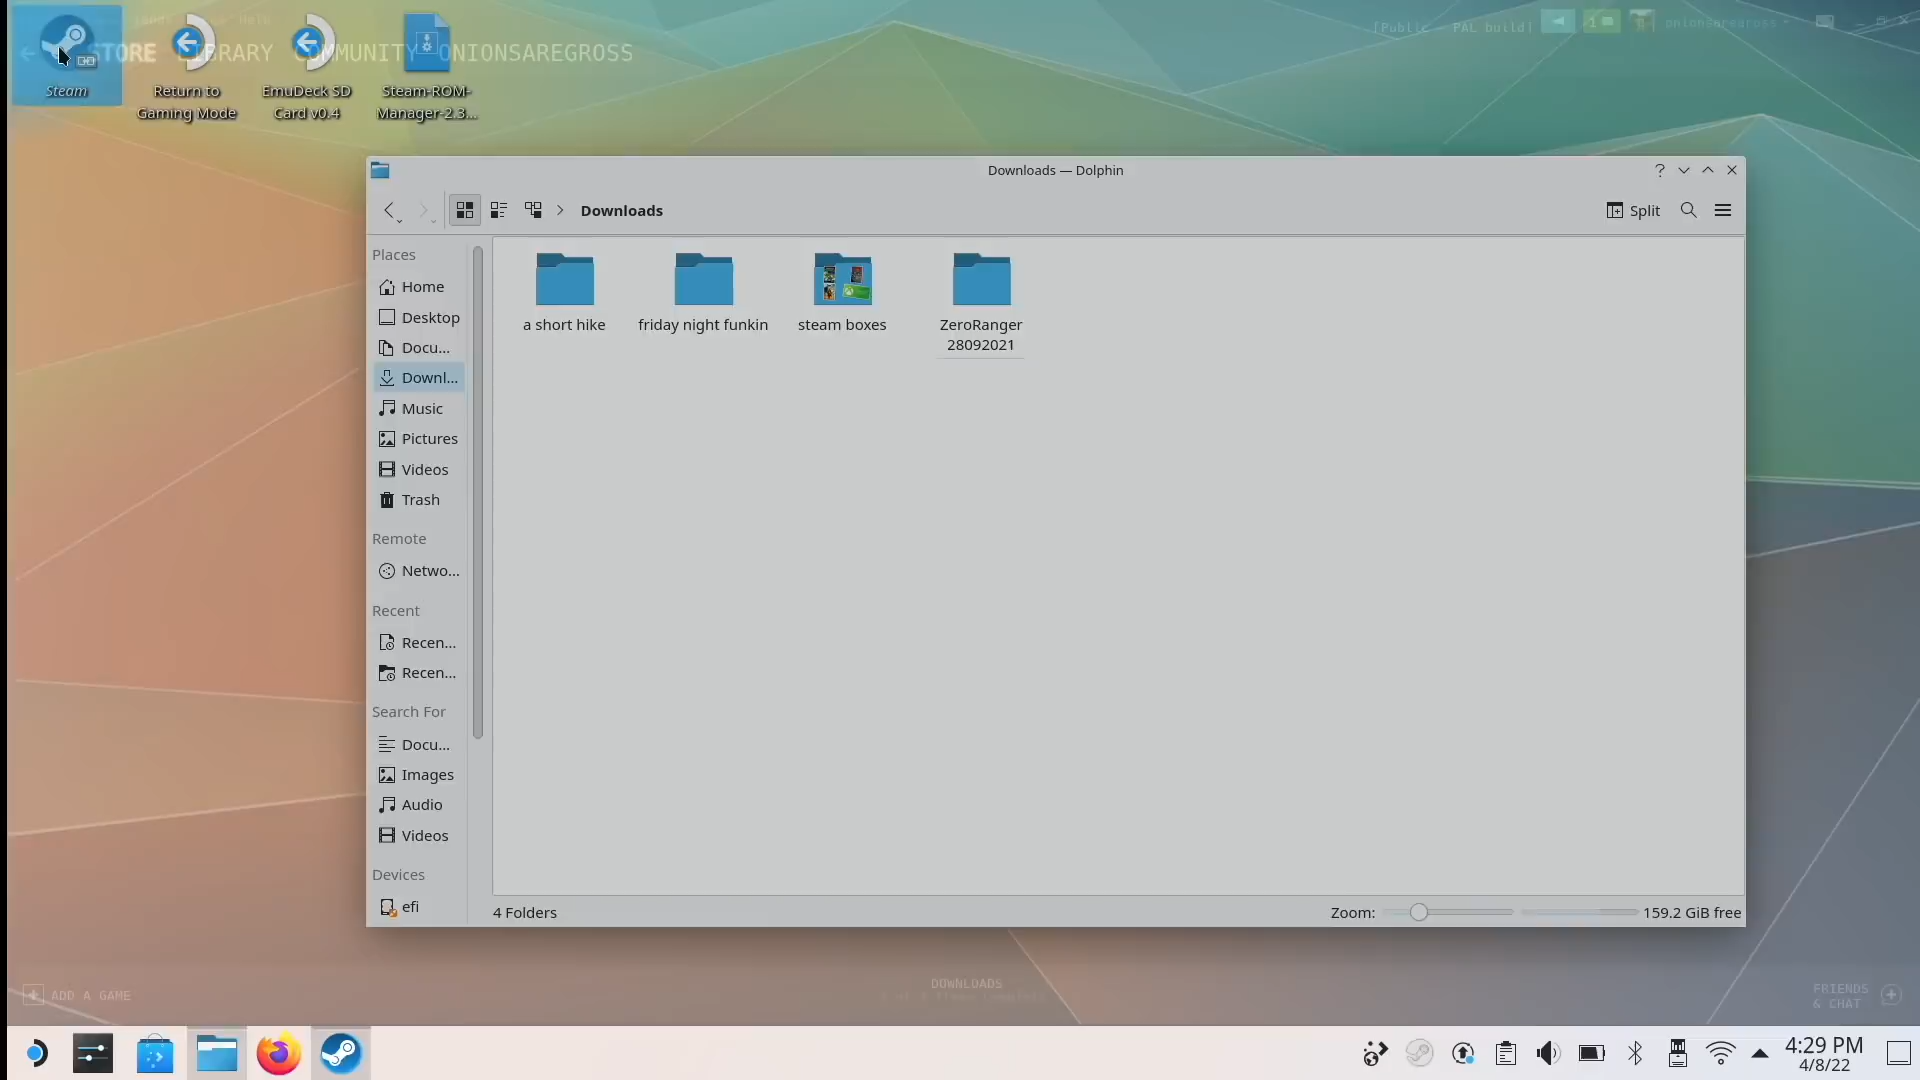 STORE LIBRARY COMMUNITY ONIONSAREGROSS
[Public - PAL build]
1
onionsaregross
Steam
Return to
Gaming Mode
EmuDeck SD
Card v0.4
Steam-ROM-
Manager-2.3...
Downloads — Dolphin
Downloads
Split
Places
Home
Desktop
Docu...
Downl...
Music
Pictures
Videos
Trash
Remote
Netwo...
Recent
Recen...
Recen...
Search For
Docu...
Images
Audio
Videos
Devices
efi
a short hike
friday night funkin
steam boxes
ZeroRanger
28092021
4 Folders
Zoom:
159.2 GiB free
ADD A GAME
DOWNLOADS
FRIENDS
& CHAT
4:29 PM
4/8/22